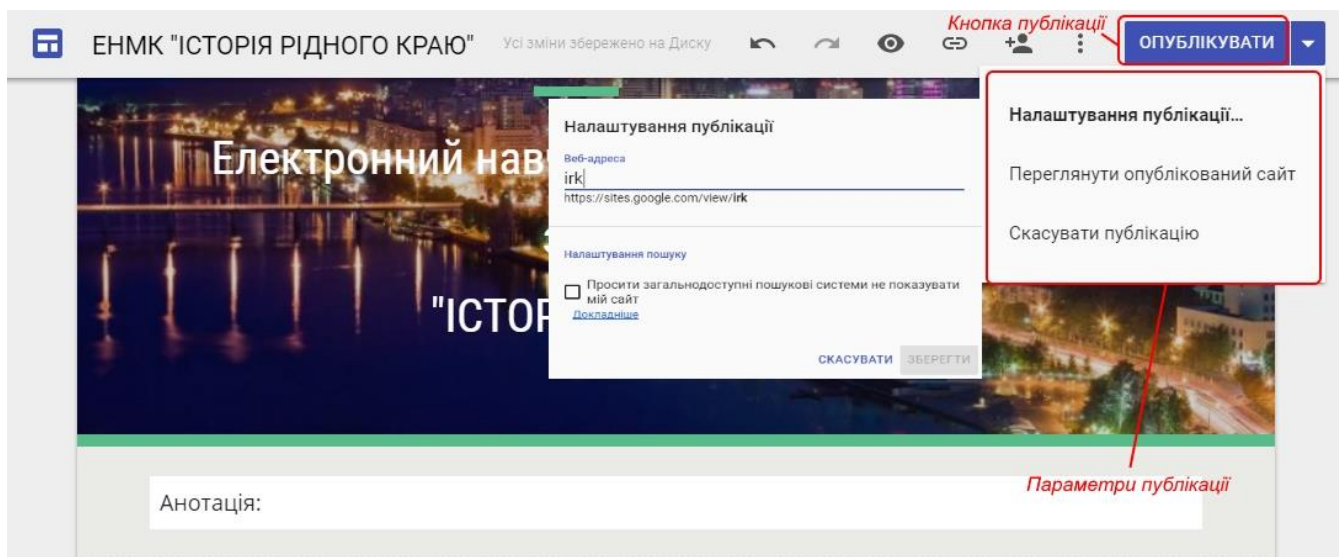 Кнопка публікації
ЕНМК "ІСТОРІЯ РІДНОГО КРАЮ"
Усі зміни збережено на Диску
ОПУБЛІКУВАТИ
Налаштування публікації...
Переглянути опублікований сайт
Скасувати публікацію
Електронний нав
"ІСТОР
Налаштування публікації
Веб-адреса
irk
https://sites.google.com/view/irk
Налаштування пошуку
Просити загальнодоступні пошукові системи не показувати
мій сайт
Докладніше
СКАСУВАТИ ЗБЕРЕГТИ
Параметри публікації
Анотація: